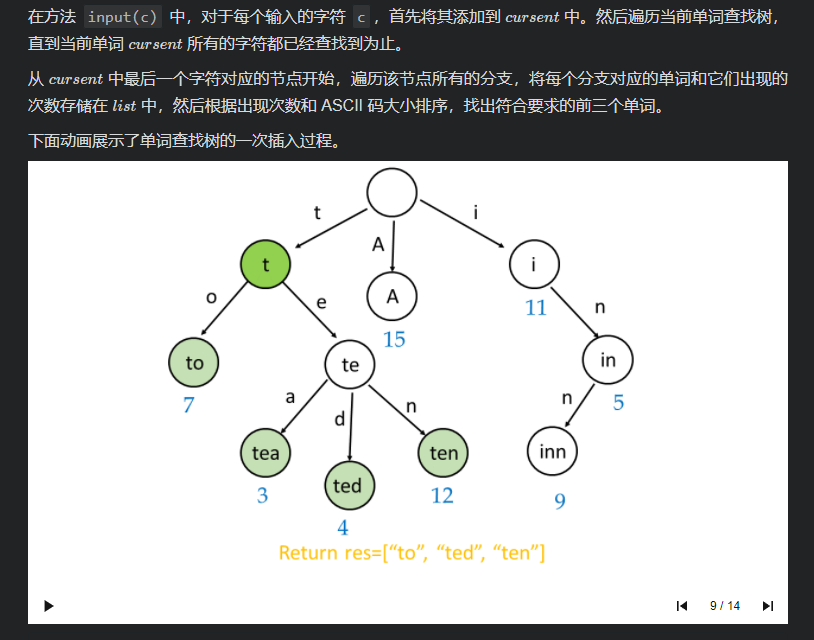 在方法 input(c) 中，对于每个输入的字符 c ，首先将其添加到 cursent 中。然后遍历当前单词查找树，
直到当前单词 cursent 所有的字符都已经查找到为止。
从 cursent 中最后一个字符对应的节点开始，遍历该节点所有的分支，将每个分支对应的单词和它们出现的
次数存储在 list 中，然后根据出现次数和 ASCII 码大小排序，找出符合要求的前三个单词。
下面动画展示了单词查找树的一次插入过程。
t
i
A
t
A
i
o
e
15
11
n
to
te
in
7
a
d
n
n
5
tea
ted
ten
inn
3
4
12
9
Return res=["to", "ted", "ten"]
9 / 14